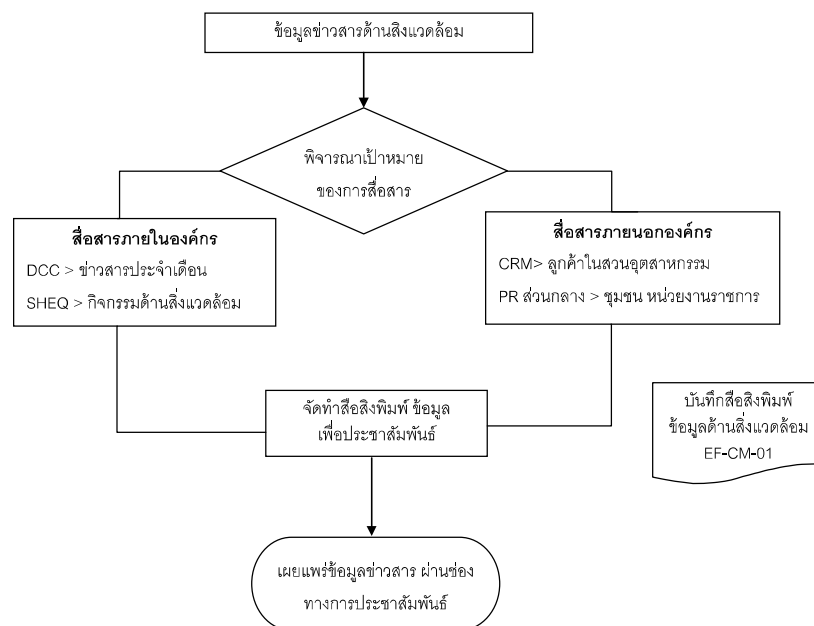 ข้อมูลข่าวสารด้านสิ่งแวดล้อม
พิจารณาเป้าหมาย
ของการสื่อสาร
สื่อสารภายในองค์กร
DCC > ข่าวสารประจำเดือน
SHEQ > กิจกรรมด้านสิ่งแวดล้อม
สื่อสารภายนอกองค์กร
CRM> ลูกค้าในสวนอุตสาหกรรม
PR ส่วนกลาง > ชุมชน หน่วยงานราชการ
จัดทำสื่อสิ่งพิมพ์ ข้อมูล
เพื่อประชาสัมพันธ์
บันทึกสื่อสิ่งพิมพ์
ข้อมูลด้านสิ่งแวดล้อม
EF-CM-01
เผยแพร่ข้อมูลข่าวสาร ผ่านช่อง
ทางการประชาสัมพันธ์